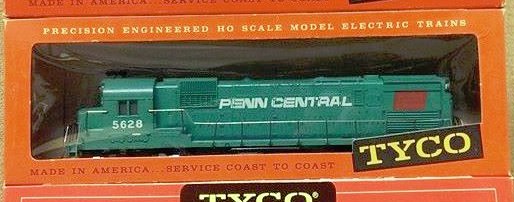 MADE IN AMERICA...SERVICE COAST TO COAST
PRECISION ENGINEERED HO SCALE MODEL ELECTRIC TRAINS
PENN CENTRAL
5628
TYCO
MADE IN AMERICA...SERVICE COAST TO COAST
TYCO®